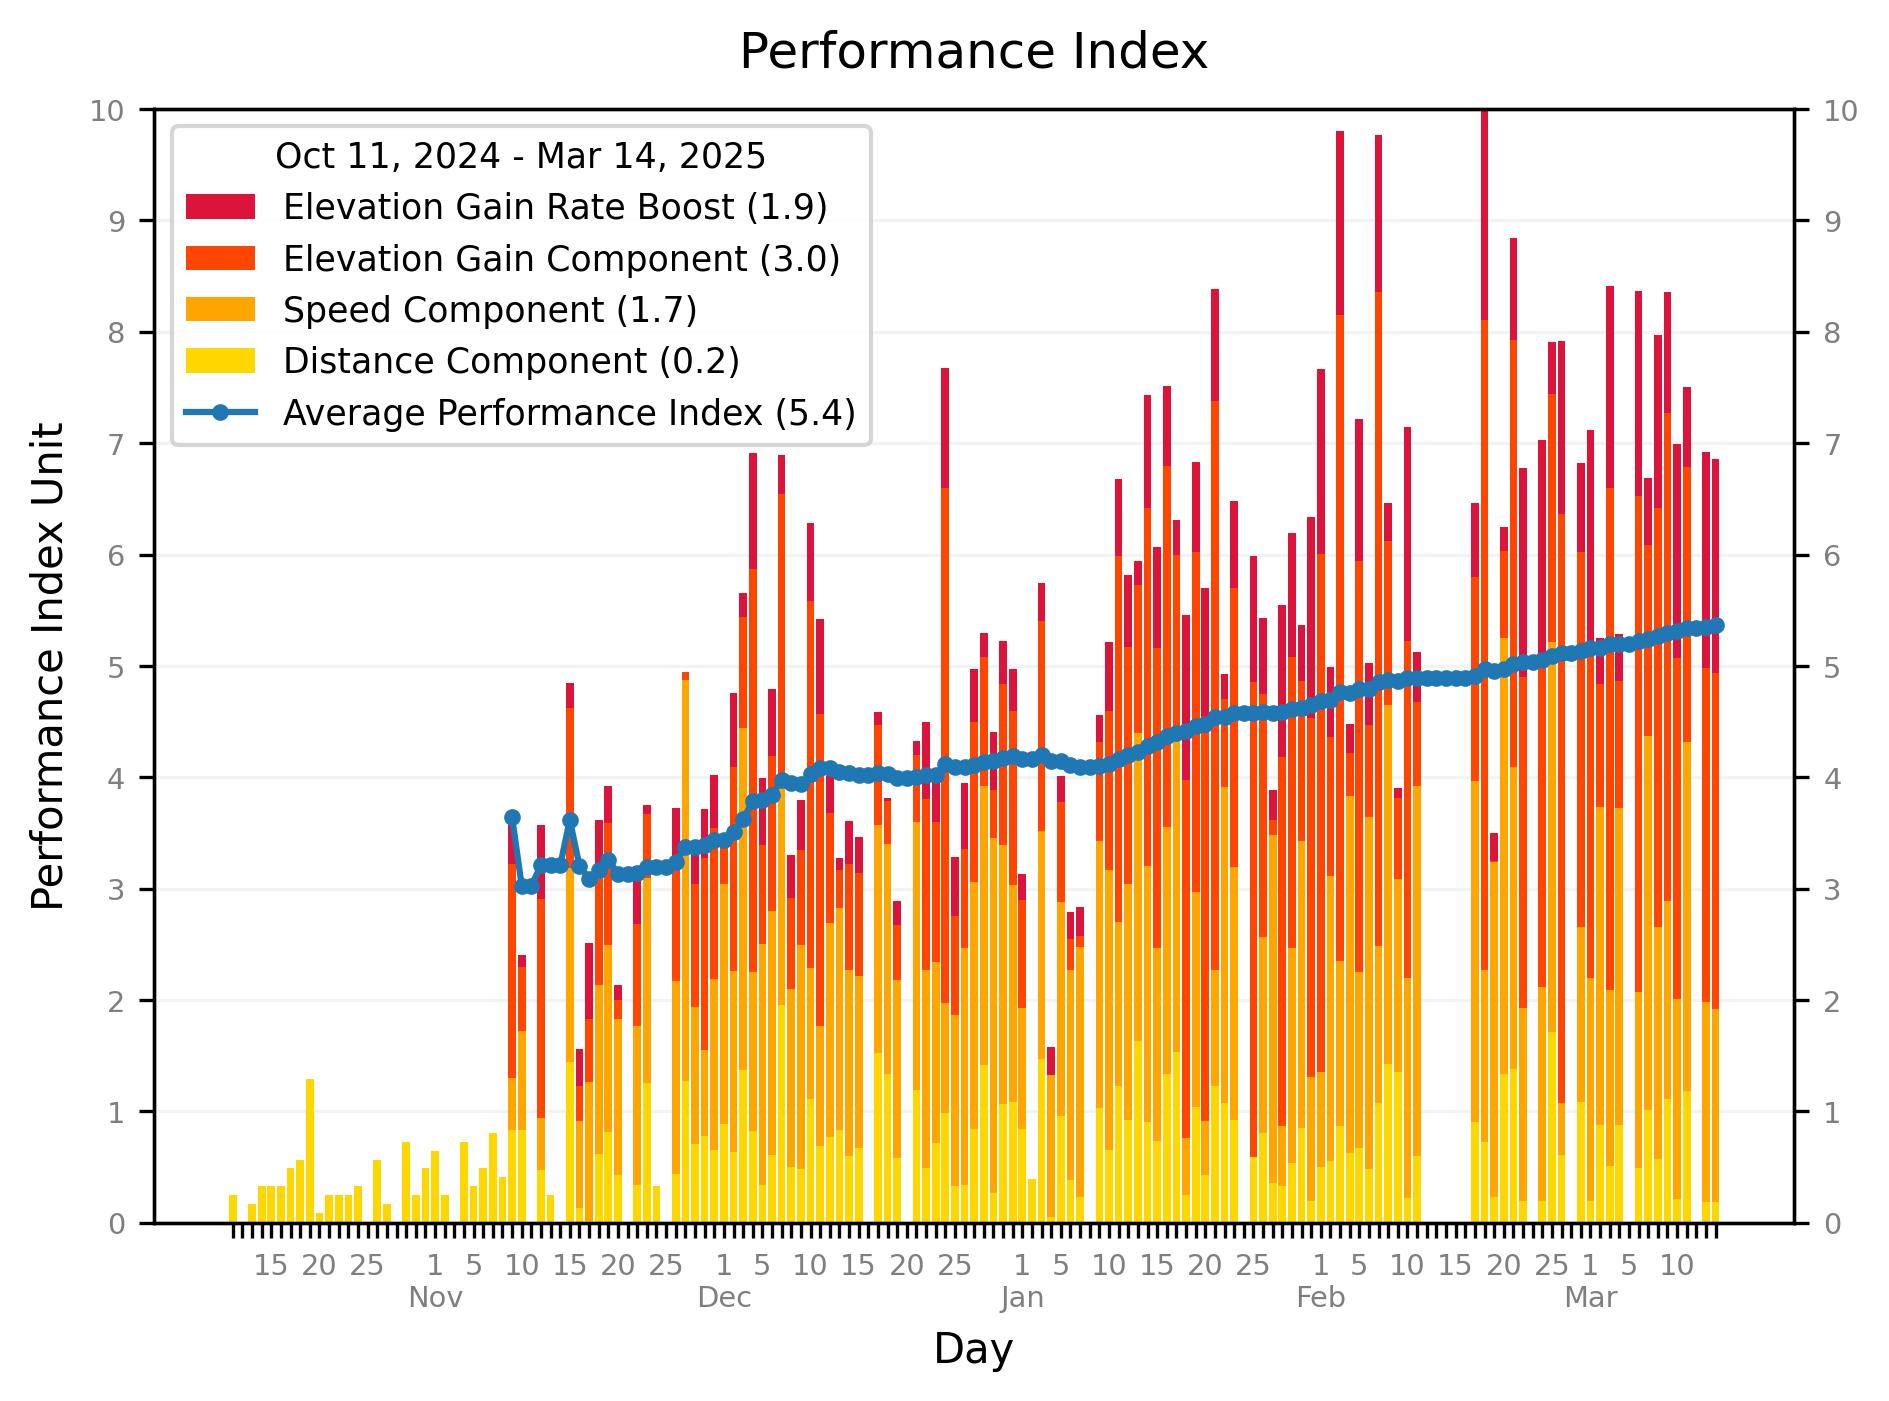 Performance Index
Oct 11, 2024 - Mar 14, 2025
Elevation Gain Rate Boost (1.9)
Elevation Gain Component (3.0)
Speed Component (1.7)
Distance Component (0.2)
Average Performance Index (5.4)
Performance Index Unit
10 10
9 9
8 8
7 7
6 6
5 5
4 4
3 3
2 2
1 1
0 0
15 20 25 1 5 10 15 20 25 1 5 10 15 20 25 1 5 10 15 20 25 1 5 10 15 20 25 1 5 10
Nov Dec Jan Feb Mar
Day